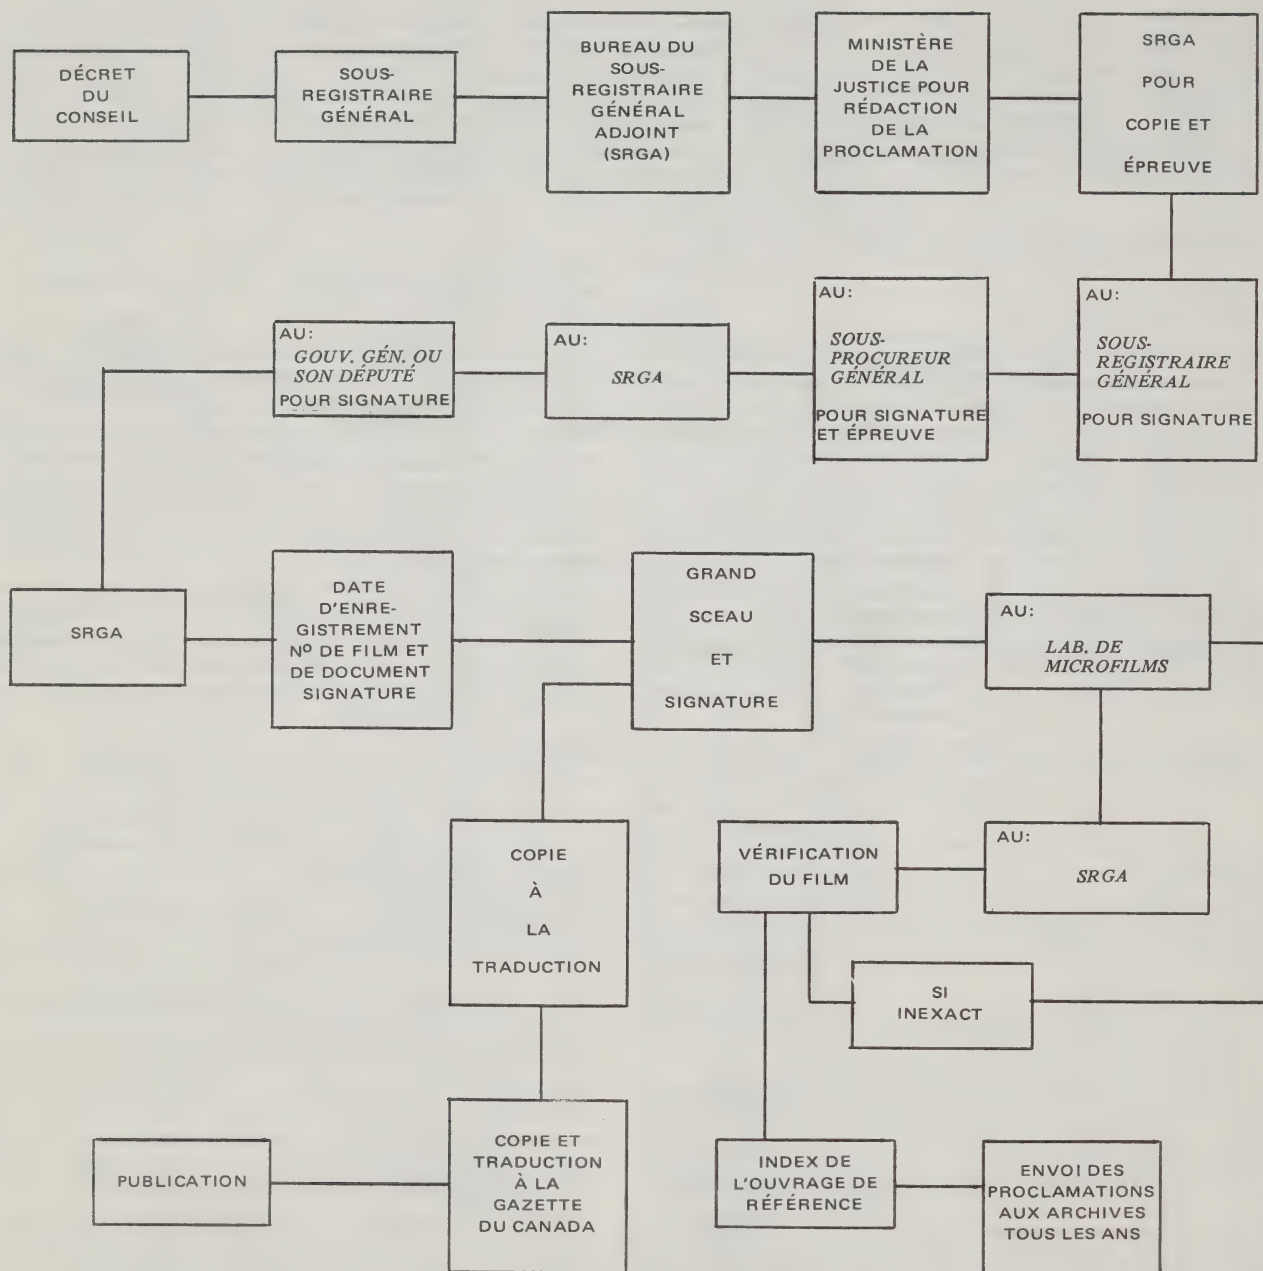 DÉCRET
DU
CONSEIL
SOUS-
REGISTRAIRE
GÉNÉRAL
BUREAU DU
SOUS-
REGISTRAIRE
GÉNÉRAL
ADJOINT
(SRGA)
MINISTÈRE
DE LA
JUSTICE POUR
RÉDACTION
DE LA
PROCLAMATION
SRGA
POUR
COPIE ET
ÉPREUVE
AU:
GOUV. GÉN. OU
SON DÉPUTÉ
POUR SIGNATURE
AU:
SRGA
AU:
SOUS-
PROCUREUR
GÉNÉRAL
POUR SIGNATURE
ET ÉPREUVE
AU:
SOUS-
REGISTRAIRE
GÉNÉRAL
POUR SIGNATURE
SRGA
DATE
D'ENRE-
GISTREMENT
Nº DE FILM ET
DE DOCUMENT
SIGNATURE
GRAND
SCEAU
ET
SIGNATURE
AU:
LAB. DE
MICROFILMS
COPIE
À
LA
TRADUCTION
VÉRIFICATION
DU FILM
AU:
SRGA
SI
INEXACT
PUBLICATION
COPIE ET
TRADUCTION
À LA
GAZETTE
DU CANADA
INDEX DE
L'OUVRAGE DE
RÉFÉRENCE
ENVOI DES
PROCLAMATIONS
AUX ARCHIVES
TOUS LES ANS